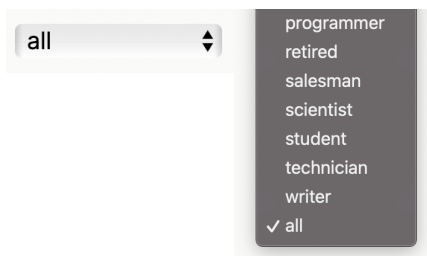 all
programmer
retired
salesman
scientist
student
technician
writer
✓ all